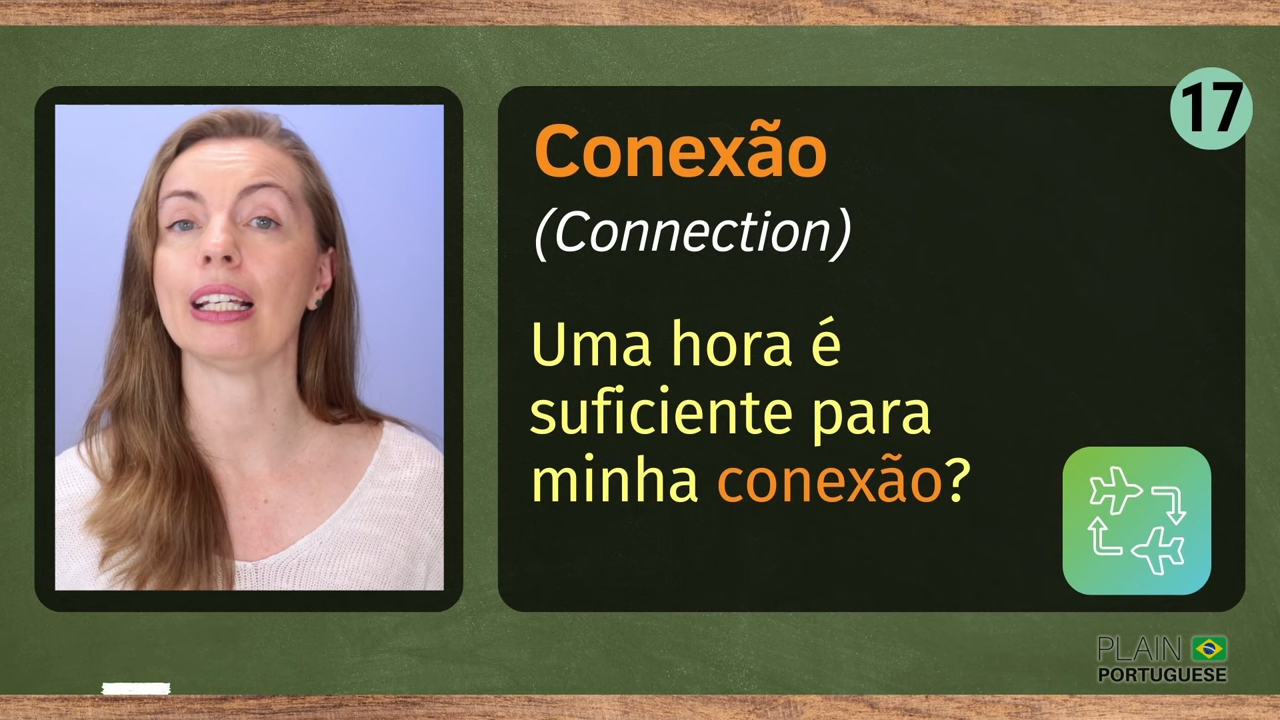 17
Conexão
(Connection)
Uma hora é
suficiente para
minha conexão?
PLAIN
PORTUGUESE